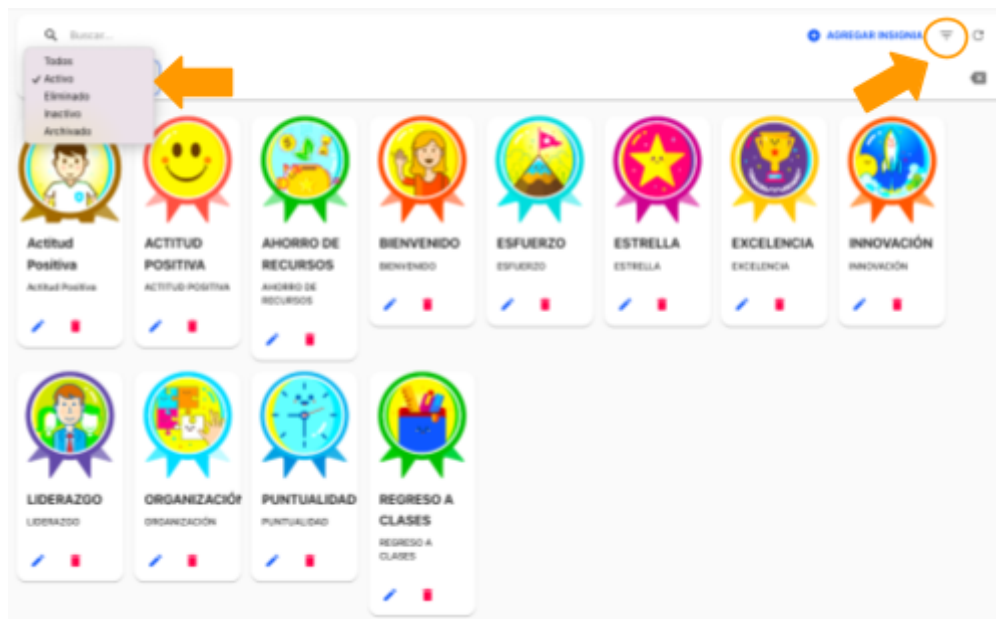 Buscar...
AGREGAR INSIGNIA
Todos
✓ Activo
Eliminado
Inactivo
Archivado
Actitud
Positiva
Actitud Positiva
ACTITUD
POSITIVA
ACTITUD POSITIVA
AHORRO DE
RECURSOS
AHORRO DE
RECURSOS
BIENVENIDO
BIENVENIDO
ESFUERZO
ESFUERZO
ESTRELLA
ESTRELLA
EXCELENCIA
EXCELENCIA
INNOVACIÓN
INNOVACIÓN
LIDERAZGO
LIDERAZGO
ORGANIZACIÓN
ORGANIZACIÓN
PUNTUALIDAD
PUNTUALIDAD
REGRESO A
CLASES
REGRESO A
CLASES